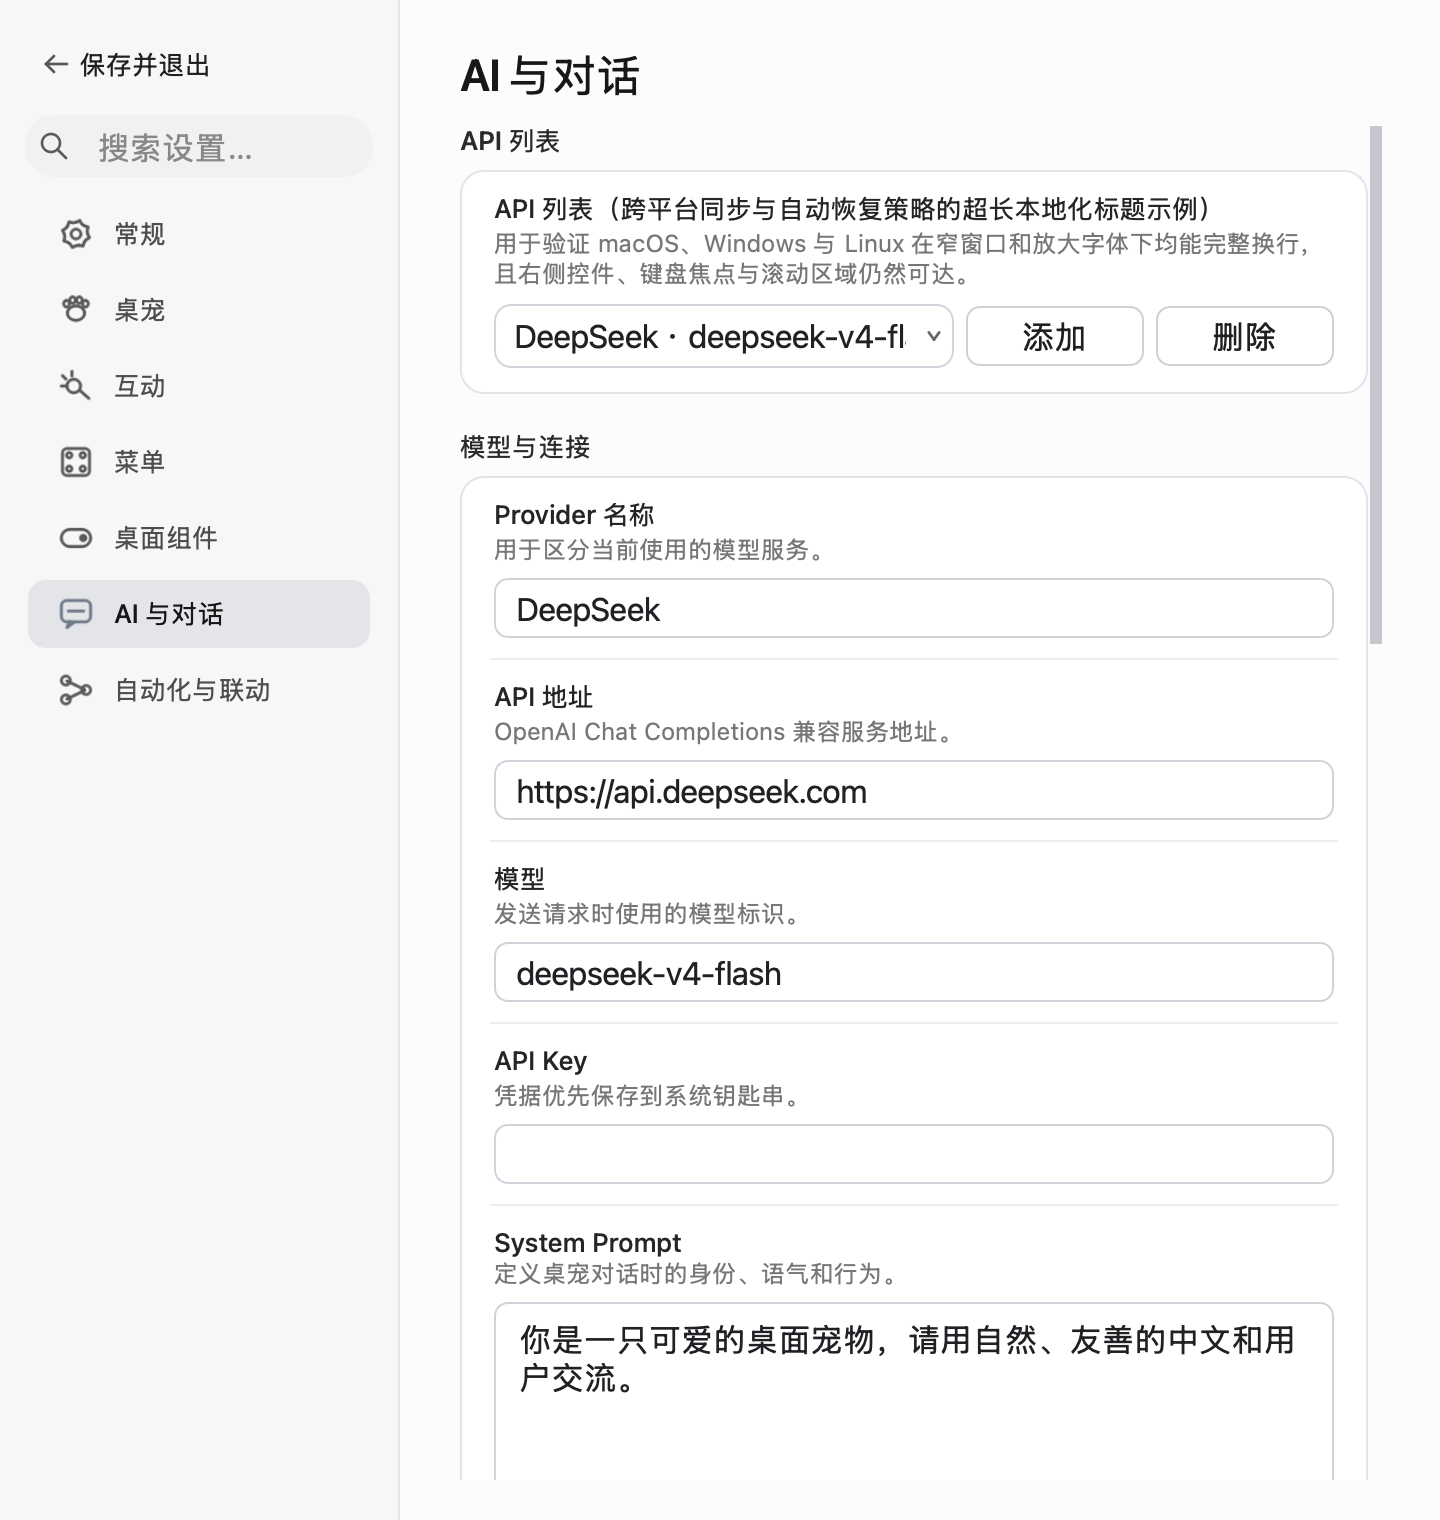 保存并退出
搜索设置...
常规
桌宠
互动
菜单
桌面组件
AI 与对话
自动化与联动
AI 与对话
API 列表
API 列表（跨平台同步与自动恢复策略的超长本地化标题示例）
用于验证 macOS、Windows 与 Linux 在窄窗口和放大字体下均能完整换行，
且右侧控件、键盘焦点与滚动区域仍然可达。
DeepSeek · deepseek-v4-fl
添加
删除
模型与连接
Provider 名称
用于区分当前使用的模型服务。
DeepSeek
API 地址
OpenAI Chat Completions 兼容服务地址。
https://api.deepseek.com
模型
发送请求时使用的模型标识。
deepseek-v4-flash
API Key
凭据优先保存到系统钥匙串。
System Prompt
定义桌宠对话时的身份、语气和行为。
你是一只可爱的桌面宠物，请用自然、友善的中文和用
户交流。